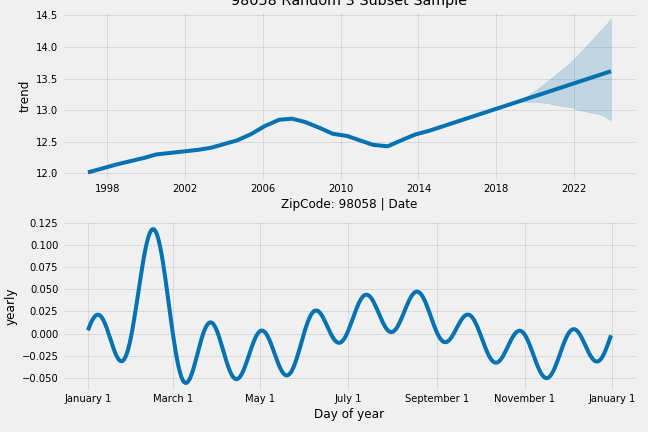 98058 Random 3 Subset Sample
14.5
14.0
13.5
13.0
12.5
12.0
trend
1998 2002 2006 2010 2014 2018 2022
ZipCode: 98058 | Date
0.125
0.100
0.075
0.050
0.025
0.000
−0.025
−0.050
yearly
January 1 March 1 May 1 July 1 September 1 November 1 January 1
Day of year